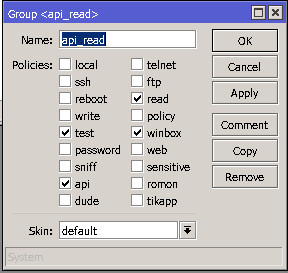 Group <api_read>
Name: api_read
OK
Policies: local telnet
Cancel
ssh ftp
reboot read
Apply
write policy
test winbox
Comment
password web
Copy
sniff sensitive
api romon
Remove
dude tikapp
Skin: default
System